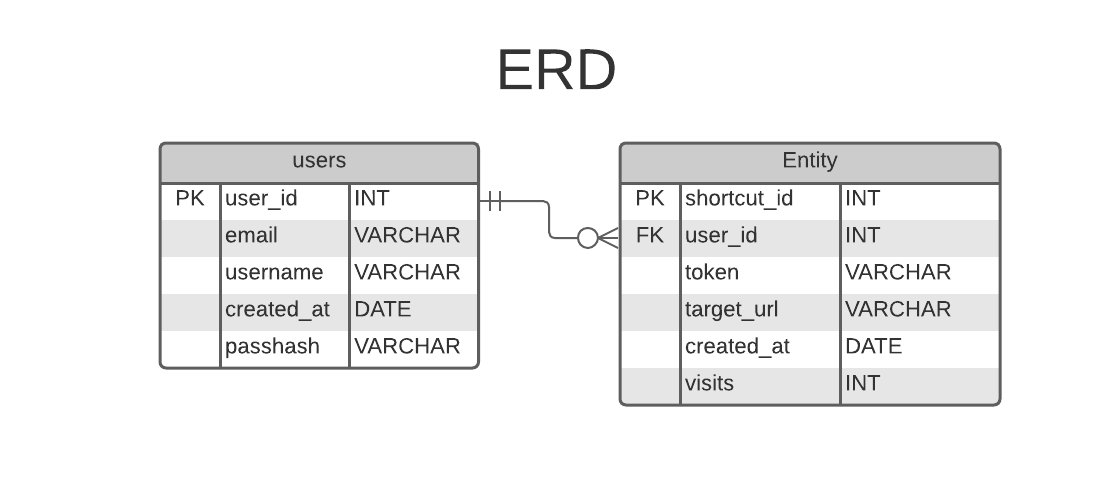 ERD
users
PK user_id INT
email VARCHAR
username VARCHAR
created_at DATE
passhash VARCHAR
Entity
PK shortcut_id INT
FK user_id INT
token VARCHAR
target_url VARCHAR
created_at DATE
visits INT